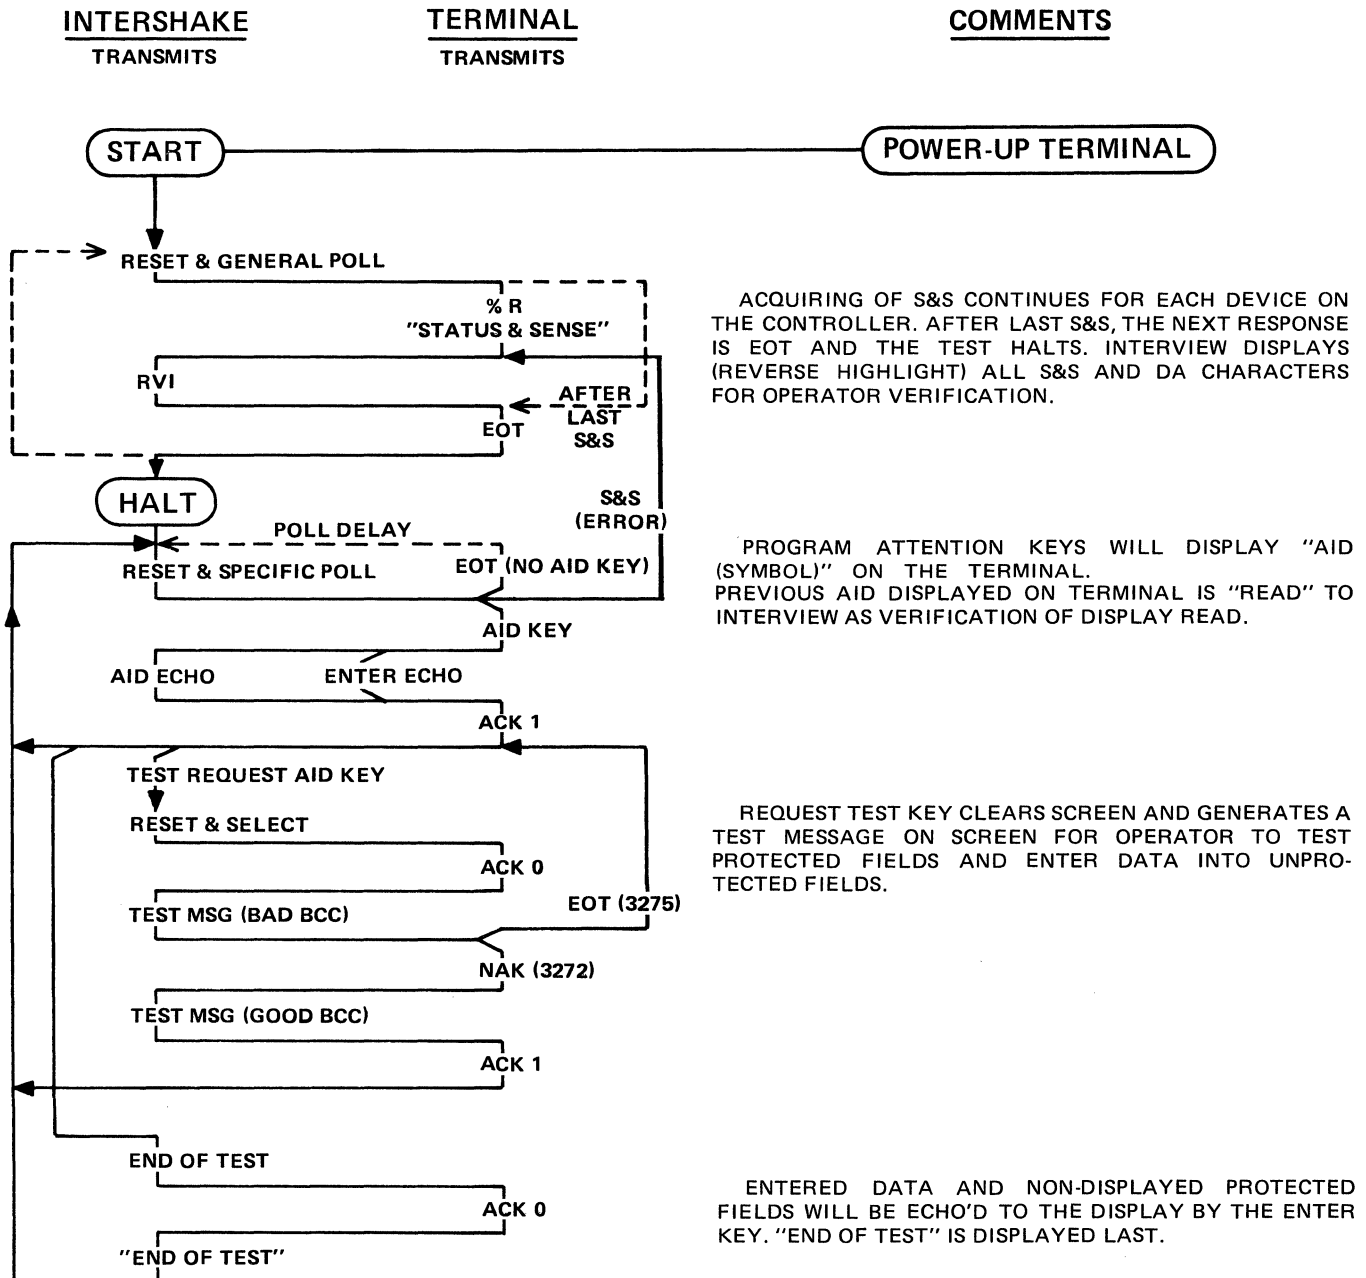 INTERSHAKE
TRANSMITS
TERMINAL
TRANSMITS
COMMENTS
START
POWER-UP TERMINAL
RESET & GENERAL POLL
% R
"STATUS & SENSE"
RVI
AFTER
LAST
S&S
EOT
ACQUIRING OF S&S CONTINUES FOR EACH DEVICE ON
THE CONTROLLER. AFTER LAST S&S, THE NEXT RESPONSE
IS EOT AND THE TEST HALTS. INTERVIEW DISPLAYS
(REVERSE HIGHLIGHT) ALL S&S AND DA CHARACTERS
FOR OPERATOR VERIFICATION.
HALT
S&S
(ERROR)
POLL DELAY
RESET & SPECIFIC POLL
EOT (NO AID KEY)
PROGRAM ATTENTION KEYS WILL DISPLAY "AID
(SYMBOL)" ON THE TERMINAL.
PREVIOUS AID DISPLAYED ON TERMINAL IS "READ" TO
INTERVIEW AS VERIFICATION OF DISPLAY READ.
AID KEY
AID ECHO
ENTER ECHO
ACK 1
TEST REQUEST AID KEY
RESET & SELECT
ACK 0
REQUEST TEST KEY CLEARS SCREEN AND GENERATES A
TEST MESSAGE ON SCREEN FOR OPERATOR TO TEST
PROTECTED FIELDS AND ENTER DATA INTO UNPRO-
TECTED FIELDS.
TEST MSG (BAD BCC)
EOT (3275)
NAK (3272)
TEST MSG (GOOD BCC)
ACK 1
END OF TEST
ACK 0
"END OF TEST"
ENTERED DATA AND NON-DISPLAYED PROTECTED
FIELDS WILL BE ECHO'D TO THE DISPLAY BY THE ENTER
KEY. "END OF TEST" IS DISPLAYED LAST.